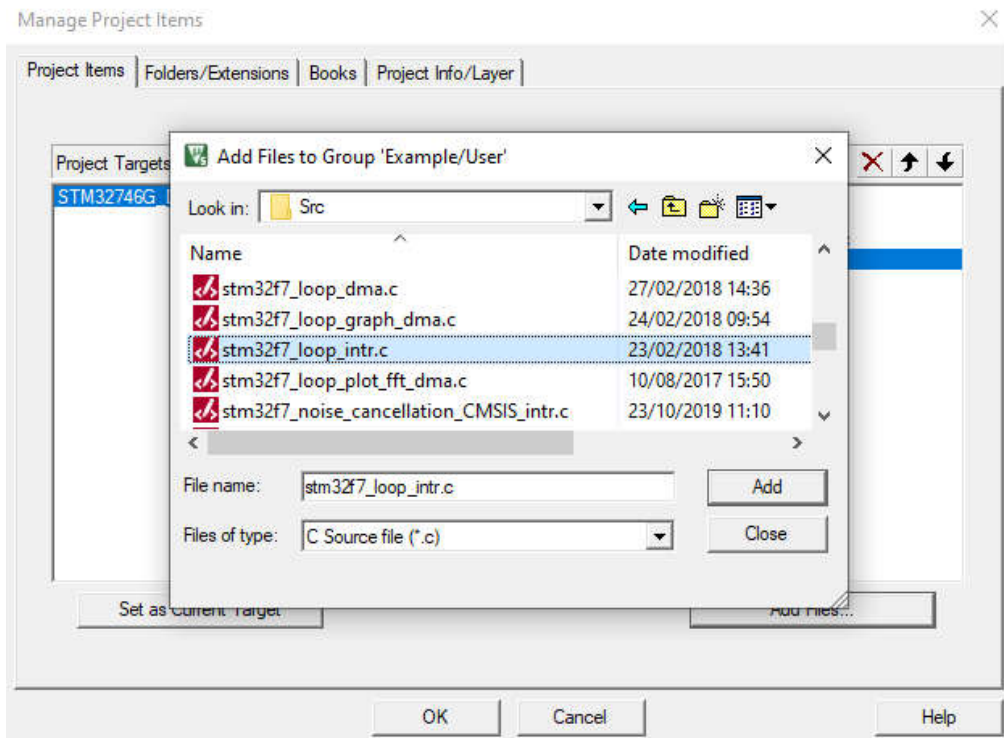 Manage Project Items
Project Items Folders/Extensions Books Project Info/Layer
Project Targets
STM32746G
Add Files to Group 'Example/User'
Look in: Src
Name Date modified
stm32f7_loop_dma.c 27/02/2018 14:36
stm32f7_loop_graph_dma.c 24/02/2018 09:54
stm32f7_loop_intr.c 23/02/2018 13:41
stm32f7_loop_plot_fft_dma.c 10/08/2017 15:50
stm32f7_noise_cancellation_CMSIS_intr.c 23/10/2019 11:10
File name: stm32f7_loop_intr.c Add
Files of type: C Source file (*.c) Close
Set as Current Target Add Files...
OK Cancel Help